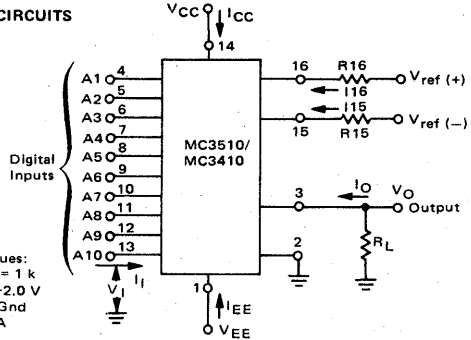 CIRCUITS
VCC ICC
14
A1 4
A2 5
A3 6
A4 7
A5 8
A6 9
A7 10
A8 11
A9 12
A10 13
Digital
Inputs
MC3510/
MC3410
16 R16 Vref (+)
I16
I15
15 R15 Vref (−)
3 IO VO
Output
RL
2
ues:
= 1 k
2.0 V
Gnd
A
VI II
1 IEE
VEE